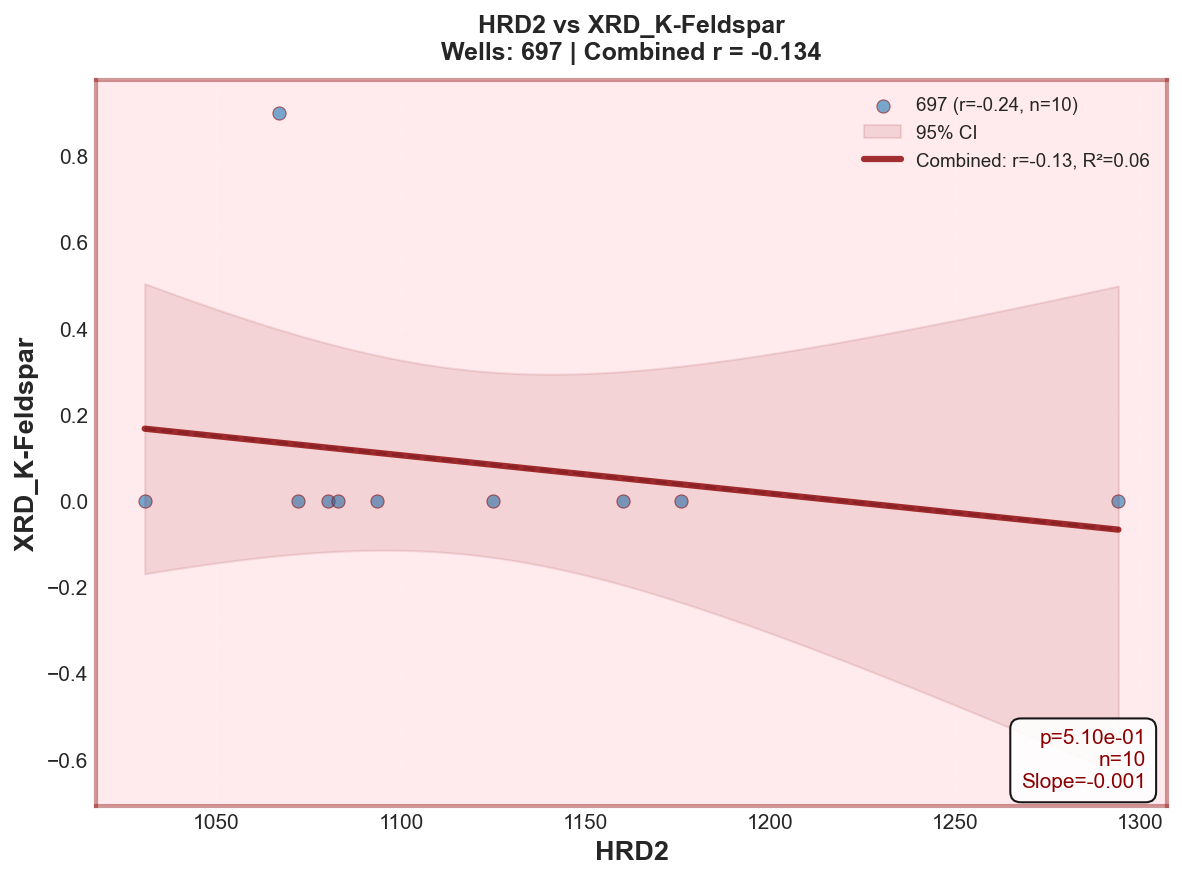 HRD2 vs XRD_K-Feldspar
Wells: 697 | Combined r = -0.134
697 (r=-0.24, n=10)
95% CI
Combined: r=-0.13, R²=0.06
XRD_K-Feldspar
0.8
0.6
0.4
0.2
0.0
−0.2
−0.4
−0.6
p=5.10e-01
n=10
Slope=-0.001
1050
1100
1150
1200
1250
1300
HRD2